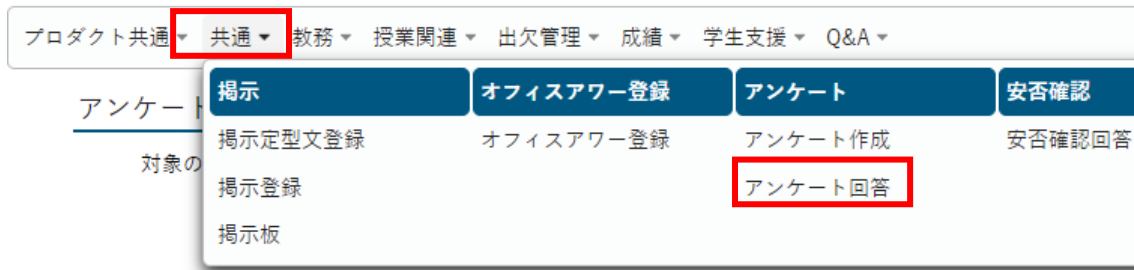 プロダクト共通 共通 教務 授業関連 出欠管理 成績 学生支援 Q&A
アンケート
対象の
掲示 オフィスアワー登録 アンケート 安否確認
掲示定型文登録 オフィスアワー登録 アンケート作成 安否確認回答
掲示登録 アンケート回答
掲示板